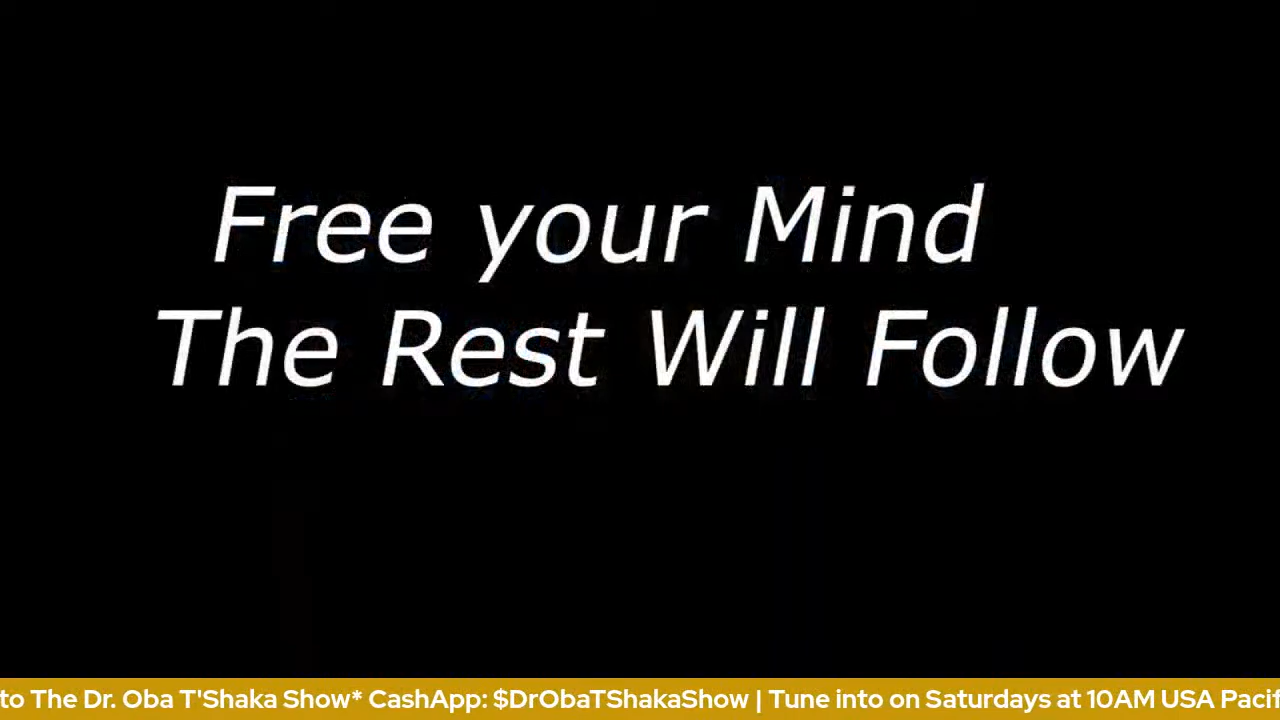 Free your Mind
The Rest Will Follow
to The Dr. Oba T'Shaka Show* CashApp: $DrObaTShakaShow | Tune into on Saturdays at 10AM USA Pacif